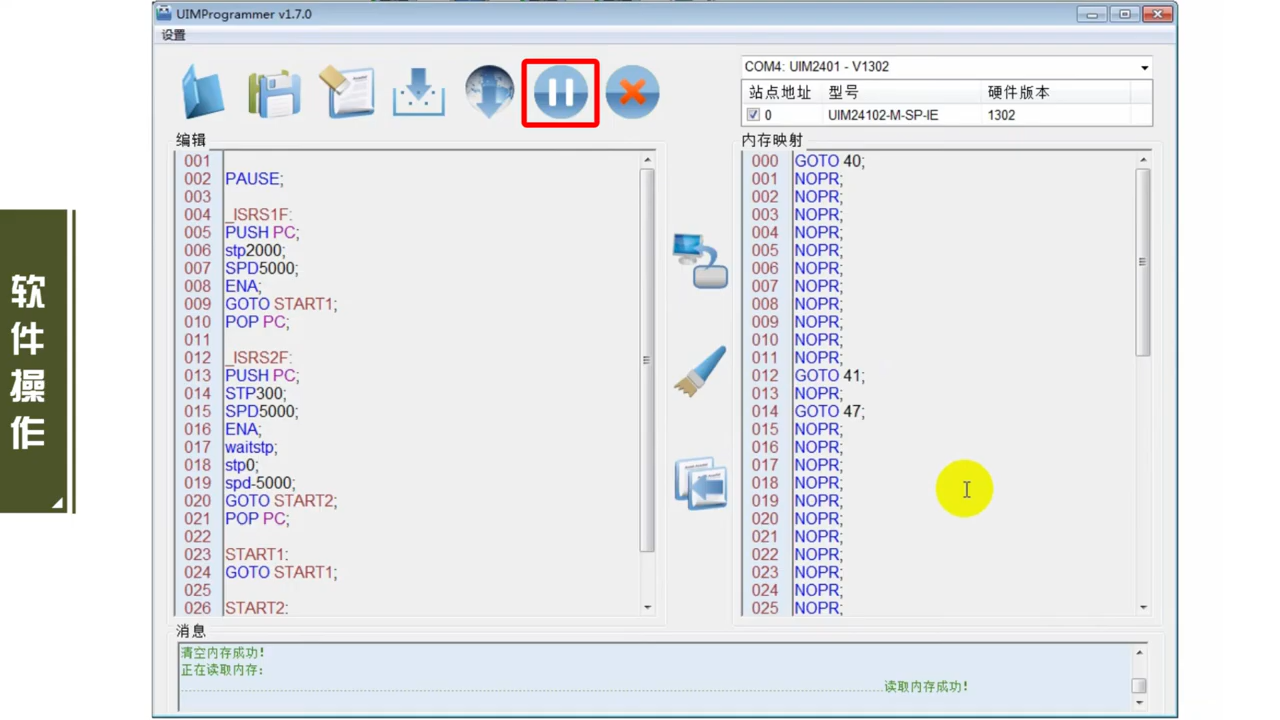 UIMProgrammer v1.7.0
设置
COM4: UIM2401 - V1302
站点地址 型号 硬件版本
0 UIM24102-M-SP-IE 1302
软件操作
编辑
001
002 PAUSE;
003
004 _ISRS1F:
005 PUSH PC;
006 stp2000;
007 SPD5000;
008 ENA;
009 GOTO START1;
010 POP PC;
011
012 _ISRS2F:
013 PUSH PC;
014 STP300;
015 SPD5000;
016 ENA;
017 waitstp;
018 stp0;
019 spd-5000;
020 GOTO START2;
021 POP PC;
022
023 START1:
024 GOTO START1;
025
026 START2:
内存映射
000 GOTO 40;
001 NOPR;
002 NOPR;
003 NOPR;
004 NOPR;
005 NOPR;
006 NOPR;
007 NOPR;
008 NOPR;
009 NOPR;
010 NOPR;
011 NOPR;
012 GOTO 41;
013 NOPR;
014 GOTO 47;
015 NOPR;
016 NOPR;
017 NOPR;
018 NOPR;
019 NOPR;
020 NOPR;
021 NOPR;
022 NOPR;
023 NOPR;
024 NOPR;
025 NOPR;
消息
清空内存成功!
正在读取内存:
读取内存成功!